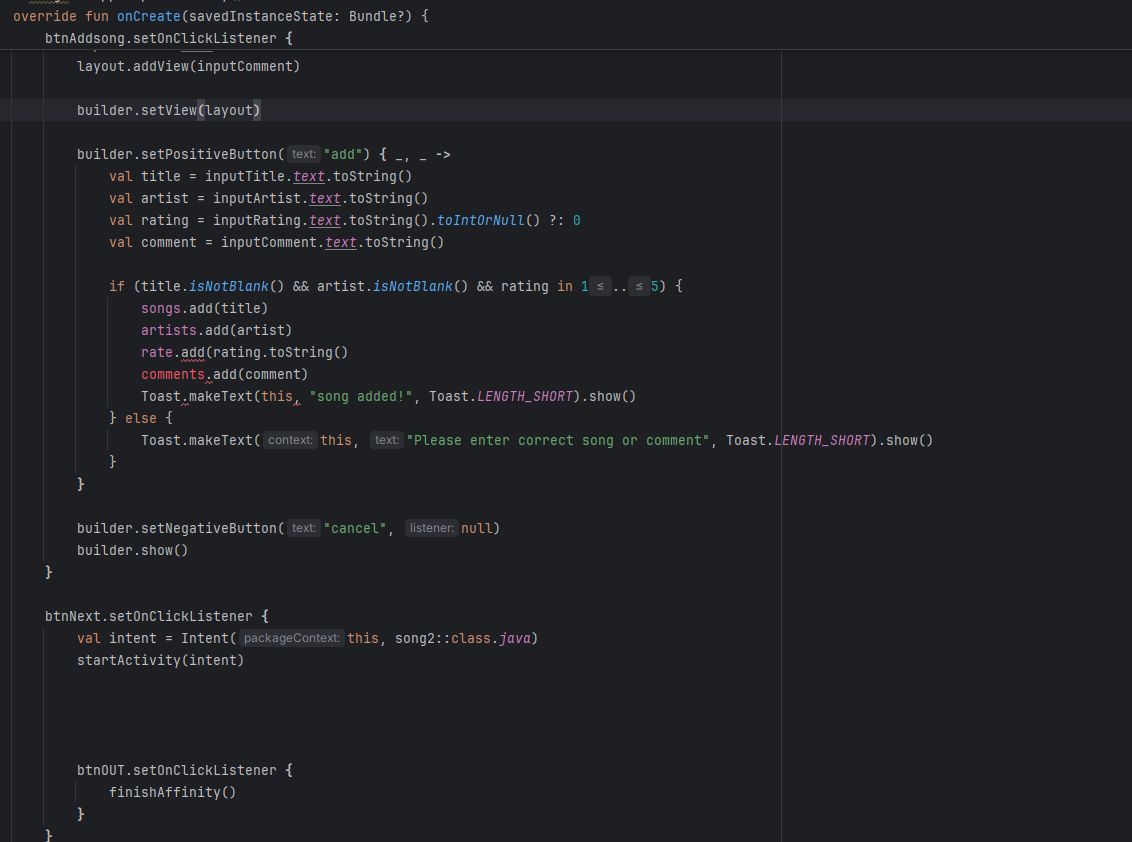 override fun onCreate(savedInstanceState: Bundle?) {
btnAddsong.setOnClickListener {
layout.addView(inputComment)
builder.setView(layout)
builder.setPositiveButton( text: "add") { _, _ ->
val title = inputTitle.text.toString()
val artist = inputArtist.text.toString()
val rating = inputRating.text.toString().toIntOrNull() ?: 0
val comment = inputComment.text.toString()
if (title.isNotBlank() && artist.isNotBlank() && rating in 1 ≤ .. ≤ 5) {
songs.add(title)
artists.add(artist)
rate.add(rating.toString()
comments.add(comment)
Toast.makeText(this, "song added!", Toast.LENGTH_SHORT).show()
} else {
Toast.makeText( context: this, text: "Please enter correct song or comment", Toast.LENGTH_SHORT).show()
}
}
builder.setNegativeButton( text: "cancel", listener: null)
builder.show()
}
btnNext.setOnClickListener {
val intent = Intent( packageContext: this, song2::class.java)
startActivity(intent)
btnOUT.setOnClickListener {
finishAffinity()
}
}